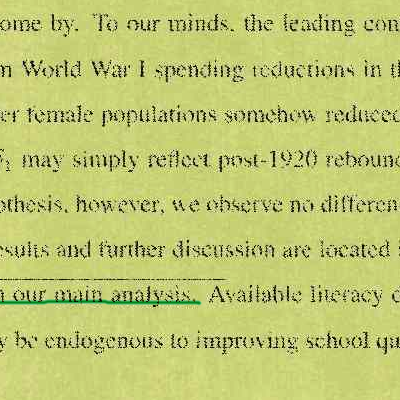 ome by. To our minds, the leading con
m World War I spending reductions in th
er female populations somehow reduced
may simply reflect post-1920 rebound
othesis, however, we observe no differen
esults and further discussion are located i
n our main analysis. Available literacy d
y be endogenous to improving school qu